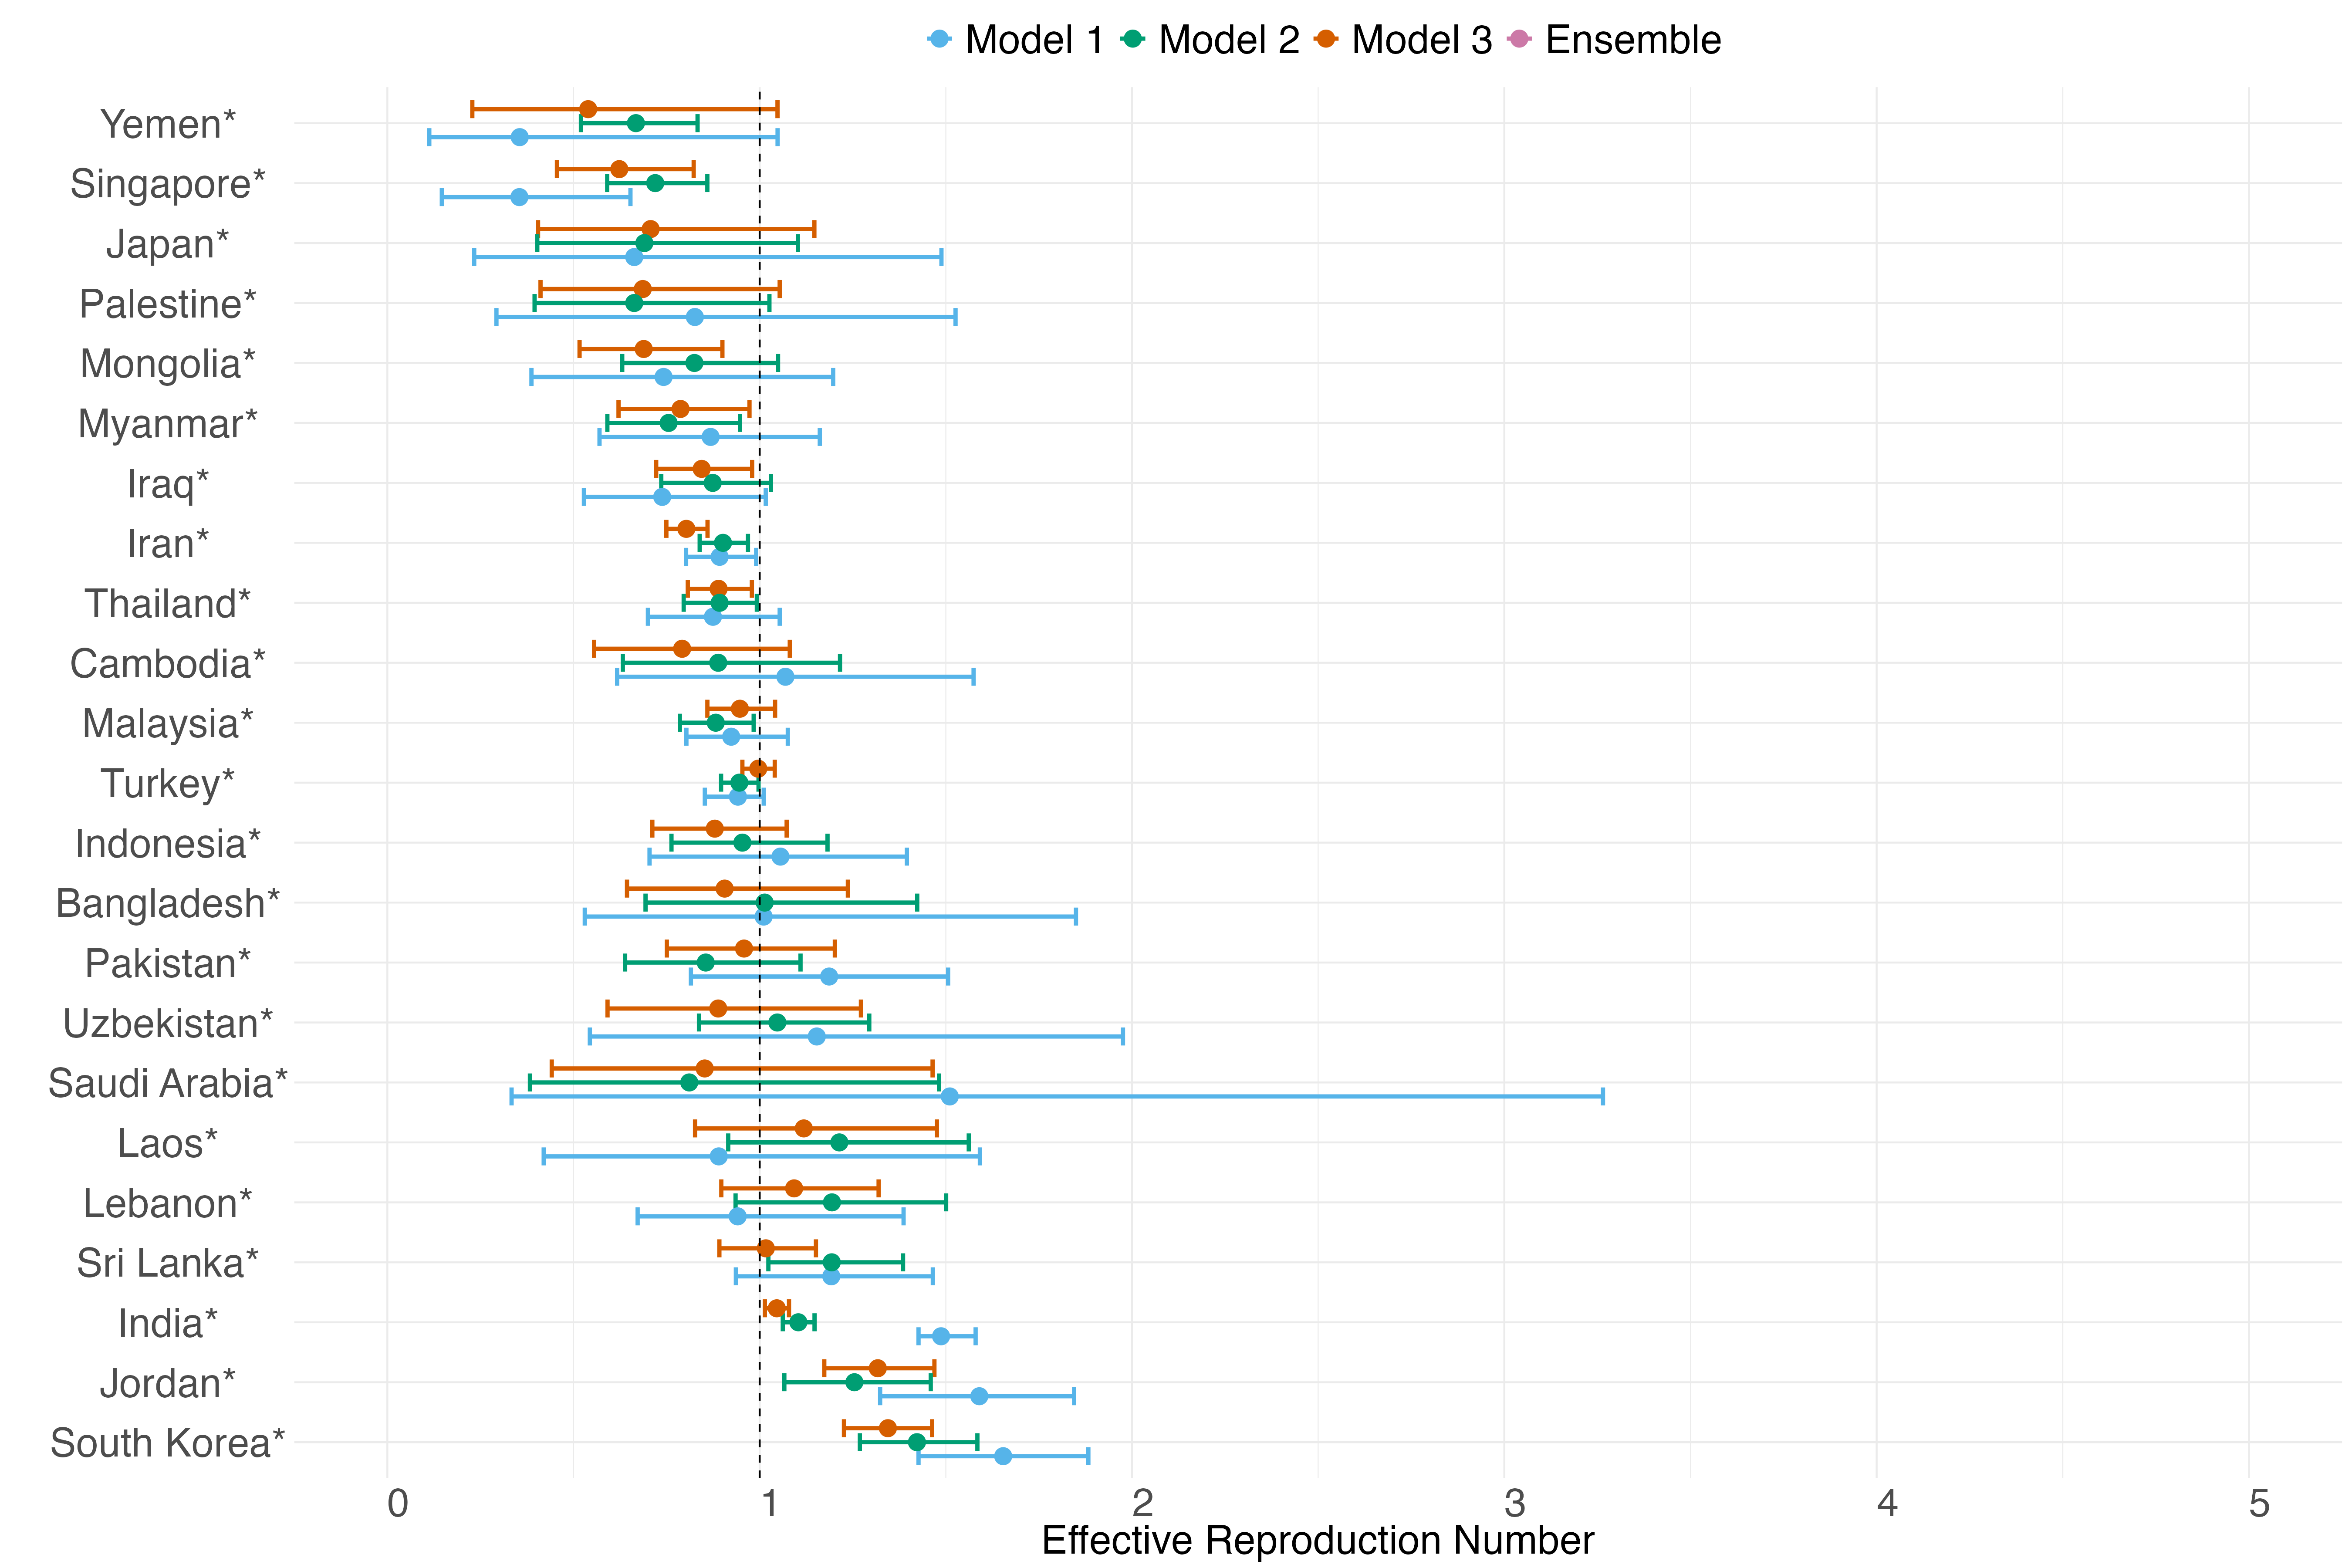 Model 1 Model 2 Model 3 Ensemble
Yemen*
Singapore*
Japan*
Palestine*
Mongolia*
Myanmar*
Iraq*
Iran*
Thailand*
Cambodia*
Malaysia*
Turkey*
Indonesia*
Bangladesh*
Pakistan*
Uzbekistan*
Saudi Arabia*
Laos*
Lebanon*
Sri Lanka*
India*
Jordan*
South Korea*
0 1 2 3 4 5
Effective Reproduction Number